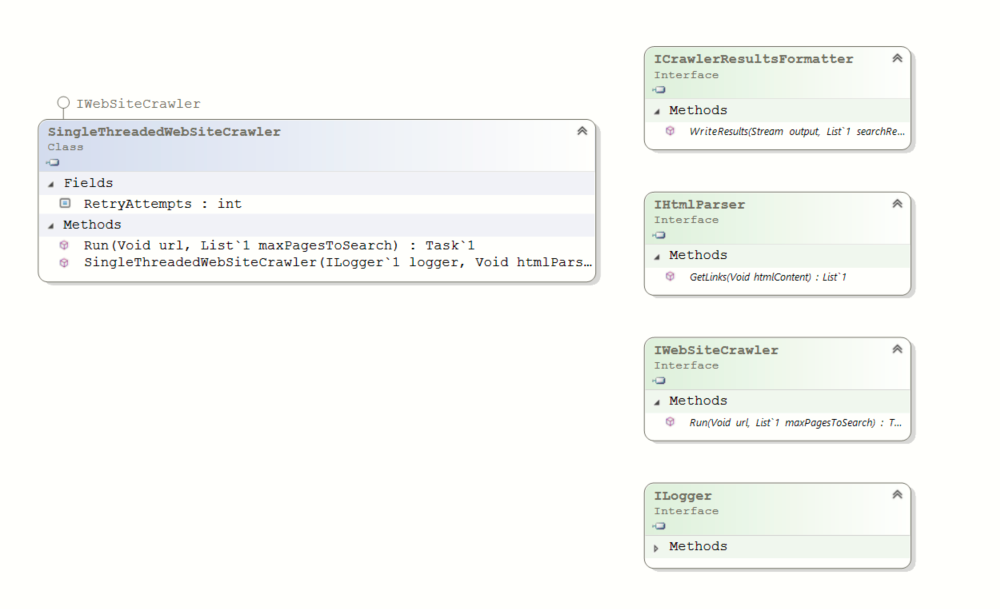 IWebSiteCrawler
SingleThreadedWebSiteCrawler
Class
Fields
RetryAttempts : int
Methods
Run(Void url, List`1 maxPagesToSearch) : Task`1
SingleThreadedWebSiteCrawler(ILogger`1 logger, Void htmlPars...
ICrawlerResultsFormatter
Interface
Methods
WriteResults(Stream output, List`1 searchRe...
IHtmlParser
Interface
Methods
GetLinks(Void htmlContent) : List`1
IWebSiteCrawler
Interface
Methods
Run(Void url, List`1 maxPagesToSearch) : T...
ILogger
Interface
Methods